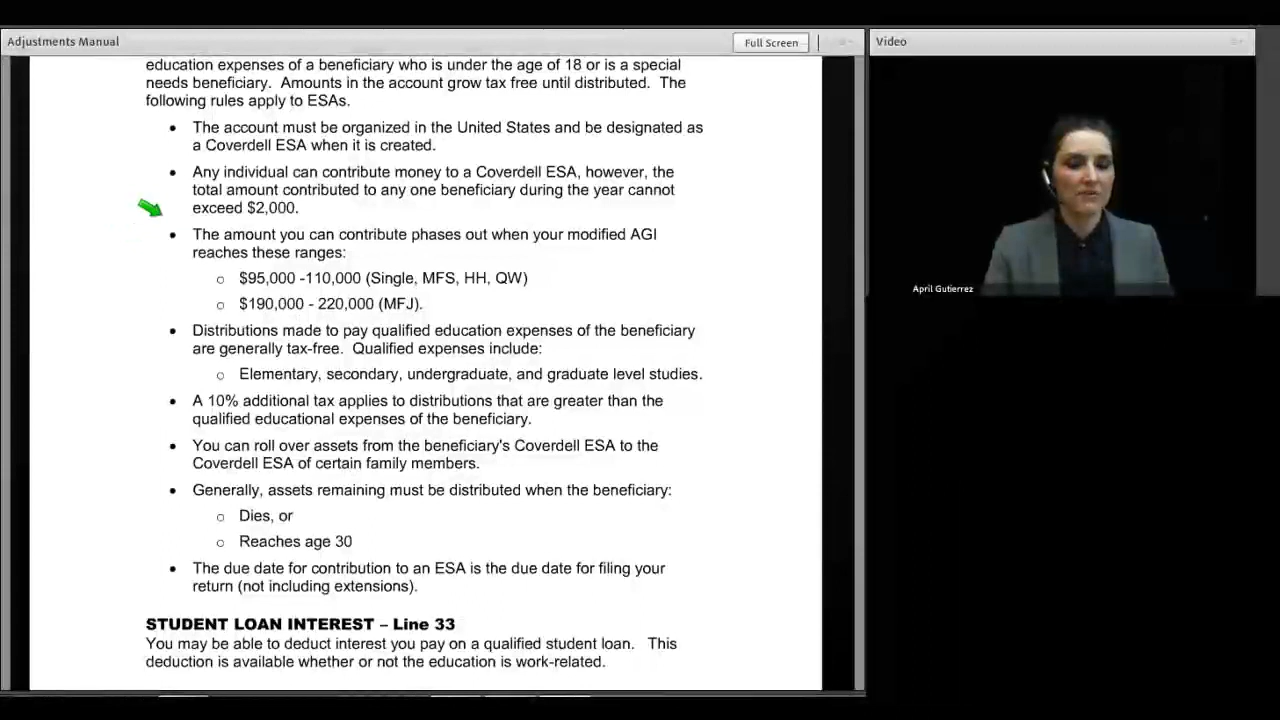 Adjustments Manual
Full Screen
Video
education expenses of a beneficiary who is under the age of 18 or is a special
needs beneficiary. Amounts in the account grow tax free until distributed. The
following rules apply to ESAs.
• The account must be organized in the United States and be designated as
a Coverdell ESA when it is created.
• Any individual can contribute money to a Coverdell ESA, however, the
total amount contributed to any one beneficiary during the year cannot
exceed $2,000.
• The amount you can contribute phases out when your modified AGI
reaches these ranges:
o $95,000 -110,000 (Single, MFS, HH, QW)
o $190,000 - 220,000 (MFJ).
• Distributions made to pay qualified education expenses of the beneficiary
are generally tax-free. Qualified expenses include:
o Elementary, secondary, undergraduate, and graduate level studies.
• A 10% additional tax applies to distributions that are greater than the
qualified educational expenses of the beneficiary.
• You can roll over assets from the beneficiary's Coverdell ESA to the
Coverdell ESA of certain family members.
• Generally, assets remaining must be distributed when the beneficiary:
o Dies, or
o Reaches age 30
• The due date for contribution to an ESA is the due date for filing your
return (not including extensions).
STUDENT LOAN INTEREST – Line 33
You may be able to deduct interest you pay on a qualified student loan. This
deduction is available whether or not the education is work-related.
April Gutierrez